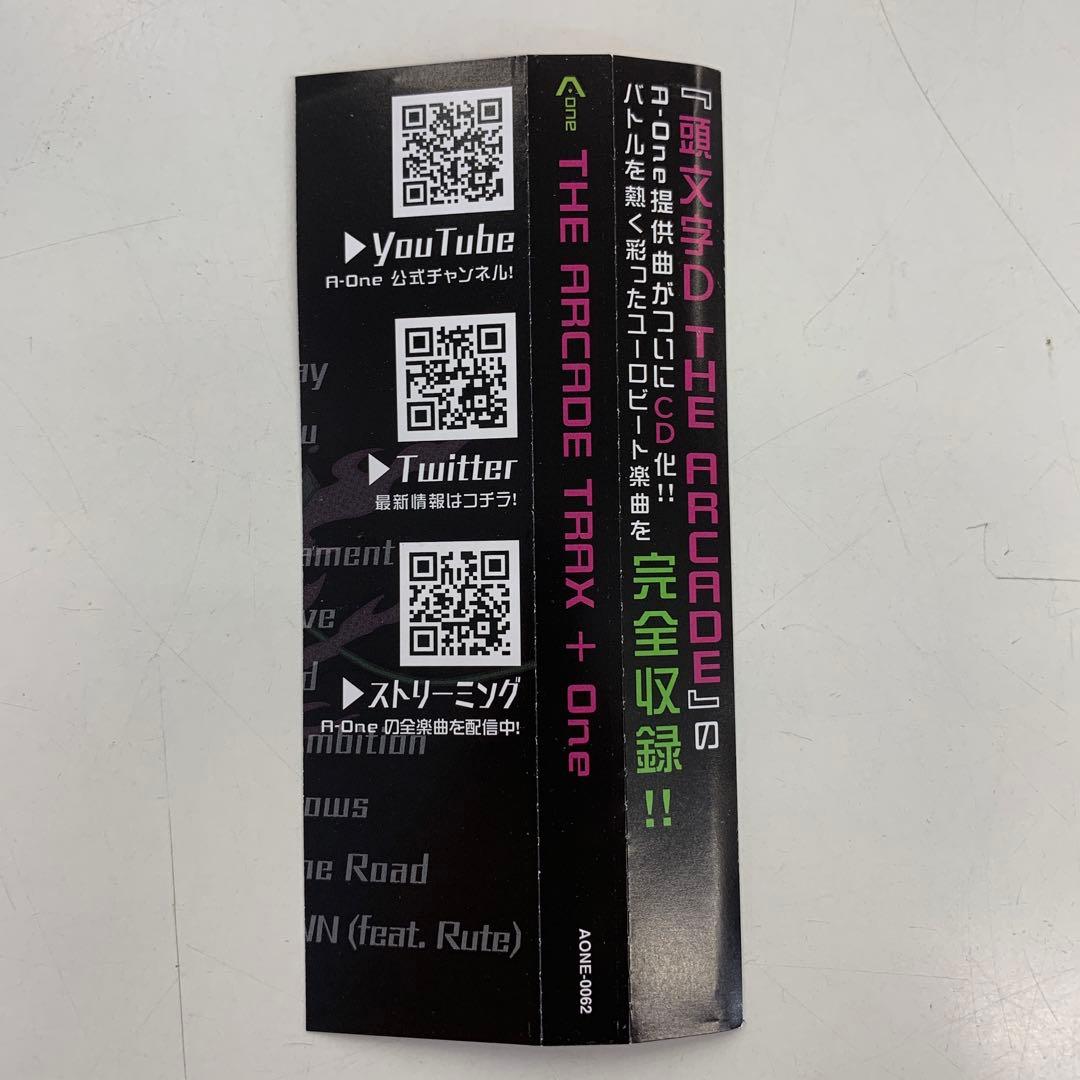 『頭文字D THE ARCADE』の
A-One提供曲がついにCD化!!
バトルを熱く彩ったユーロビート楽曲を
完全収録!!
A-One
THE ARCADE TRAX + One
AONE-0062
▶YouTube
A-One 公式チャンネル!
▶Twitter
最新情報はコチラ!
▶ストリーミング
A-One の全楽曲を配信中!
ay
u
ament
ve
d
mbition
ows
ne Road
WN (feat. Rute)